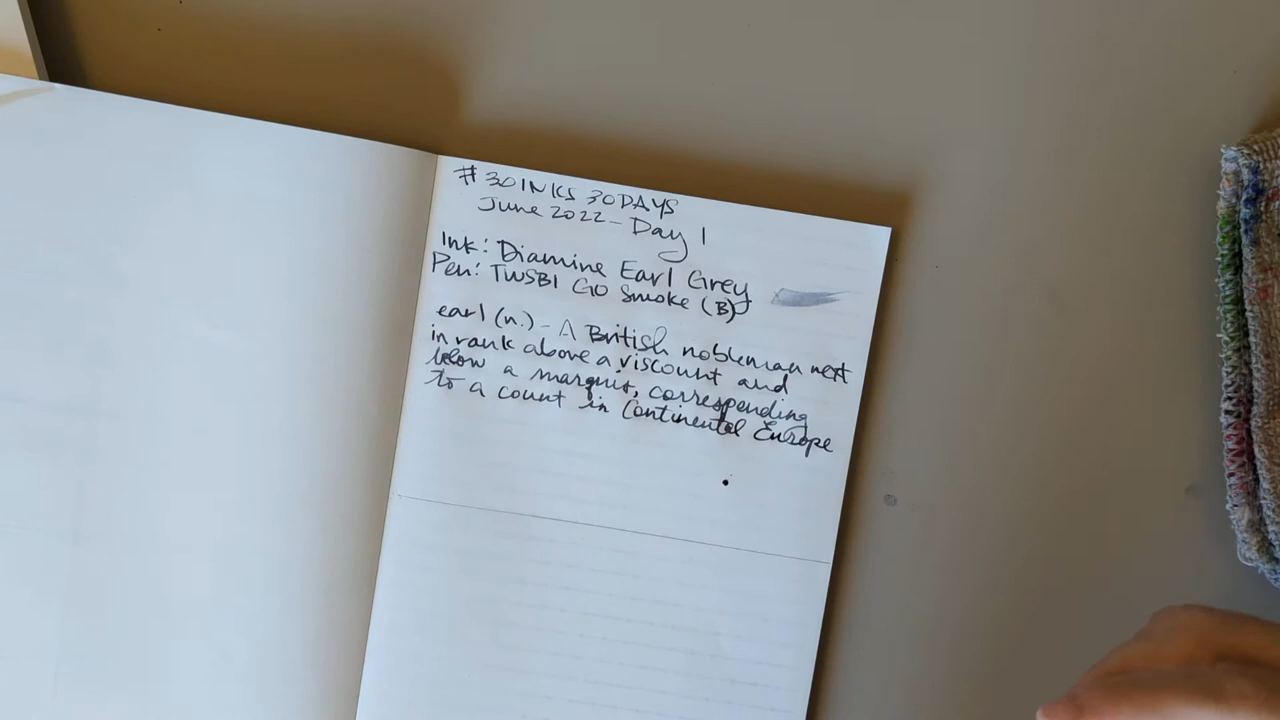 #30INKS30DAYS
June 2022 - Day 1
Ink: Diamine Earl Grey
Pen: TWSBI GO Smoke (B)
earl (n.) - A British nobleman next
in rank above a viscount and
below a marquis, corresponding
to a count in Continental Europe